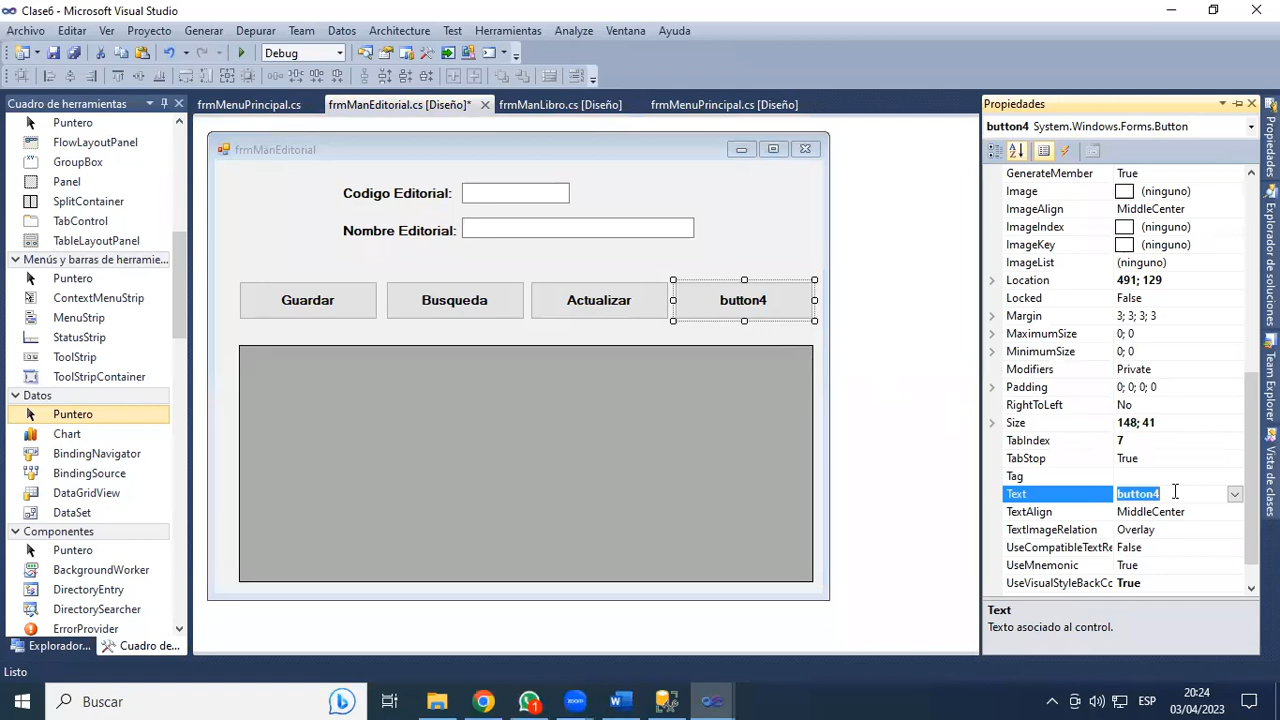 Clase6 - Microsoft Visual Studio
Archivo Editar Ver Proyecto Generar Depurar Team Datos Architecture Test Herramientas Analyze Ventana Ayuda
Debug
Cuadro de herramientas
Puntero
FlowLayoutPanel
GroupBox
Panel
SplitContainer
TabControl
TableLayoutPanel
Menús y barras de herramie...
Puntero
ContextMenuStrip
MenuStrip
StatusStrip
ToolStrip
ToolStripContainer
Datos
Puntero
Chart
BindingNavigator
BindingSource
DataGridView
DataSet
Componentes
Puntero
BackgroundWorker
DirectoryEntry
DirectorySearcher
ErrorProvider
Explorador... Cuadro de...
frmMenuPrincipal.cs frmManEditorial.cs [Diseño]* frmManLibro.cs [Diseño] frmMenuPrincipal.cs [Diseño]
frmManEditorial
Codigo Editorial:
Nombre Editorial:
Guardar Busqueda Actualizar button4
Propiedades
button4 System.Windows.Forms.Button
GenerateMember True
Image (ninguno)
ImageAlign MiddleCenter
ImageIndex (ninguno)
ImageKey (ninguno)
ImageList (ninguno)
Location 491; 129
Locked False
Margin 3; 3; 3; 3
MaximumSize 0; 0
MinimumSize 0; 0
Modifiers Private
Padding 0; 0; 0; 0
RightToLeft No
Size 148; 41
TabIndex 7
TabStop True
Tag
Text button4
TextAlign MiddleCenter
TextImageRelation Overlay
UseCompatibleTextRe False
UseMnemonic True
UseVisualStyleBackCo True
Text
Texto asociado al control.
Propiedades
Explorador de soluciones
Team Explorer
Vista de clases
Listo
Buscar
1
ESP
20:24
03/04/2023